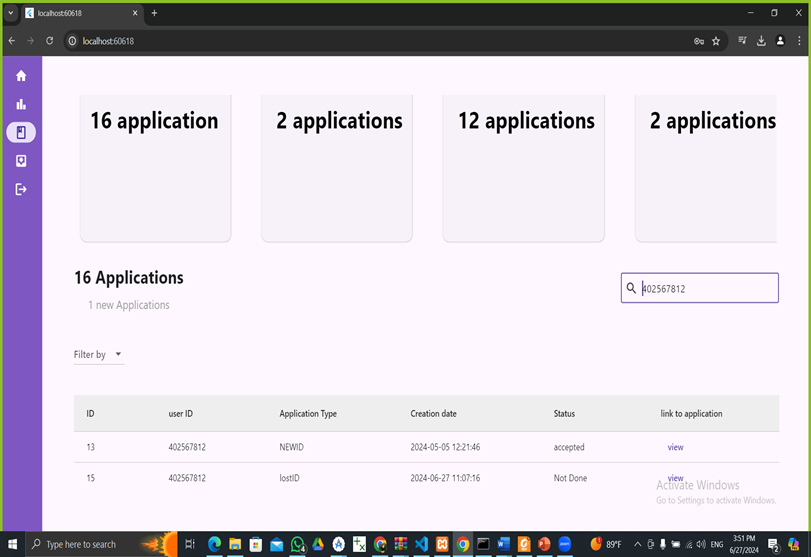 localhost:60618
localhost:60618
16 application
2 applications
12 applications
2 applications
16 Applications
1 new Applications
402567812
Filter by
ID user ID Application Type Creation date Status link to application
13 402567812 NEWID 2024-05-05 12:21:46 accepted view
15 402567812 lostID 2024-06-27 11:07:16 Not Done view
Activate Windows
Go to Settings to activate Windows.
Type here to search
89°F
ENG
3:51 PM
6/27/2024